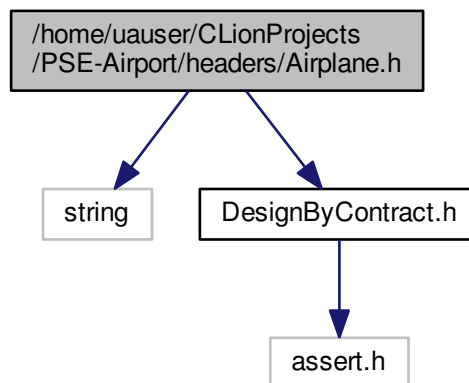 /home/uauser/CLionProjects
/PSE-Airport/headers/Airplane.h
string
DesignByContract.h
assert.h